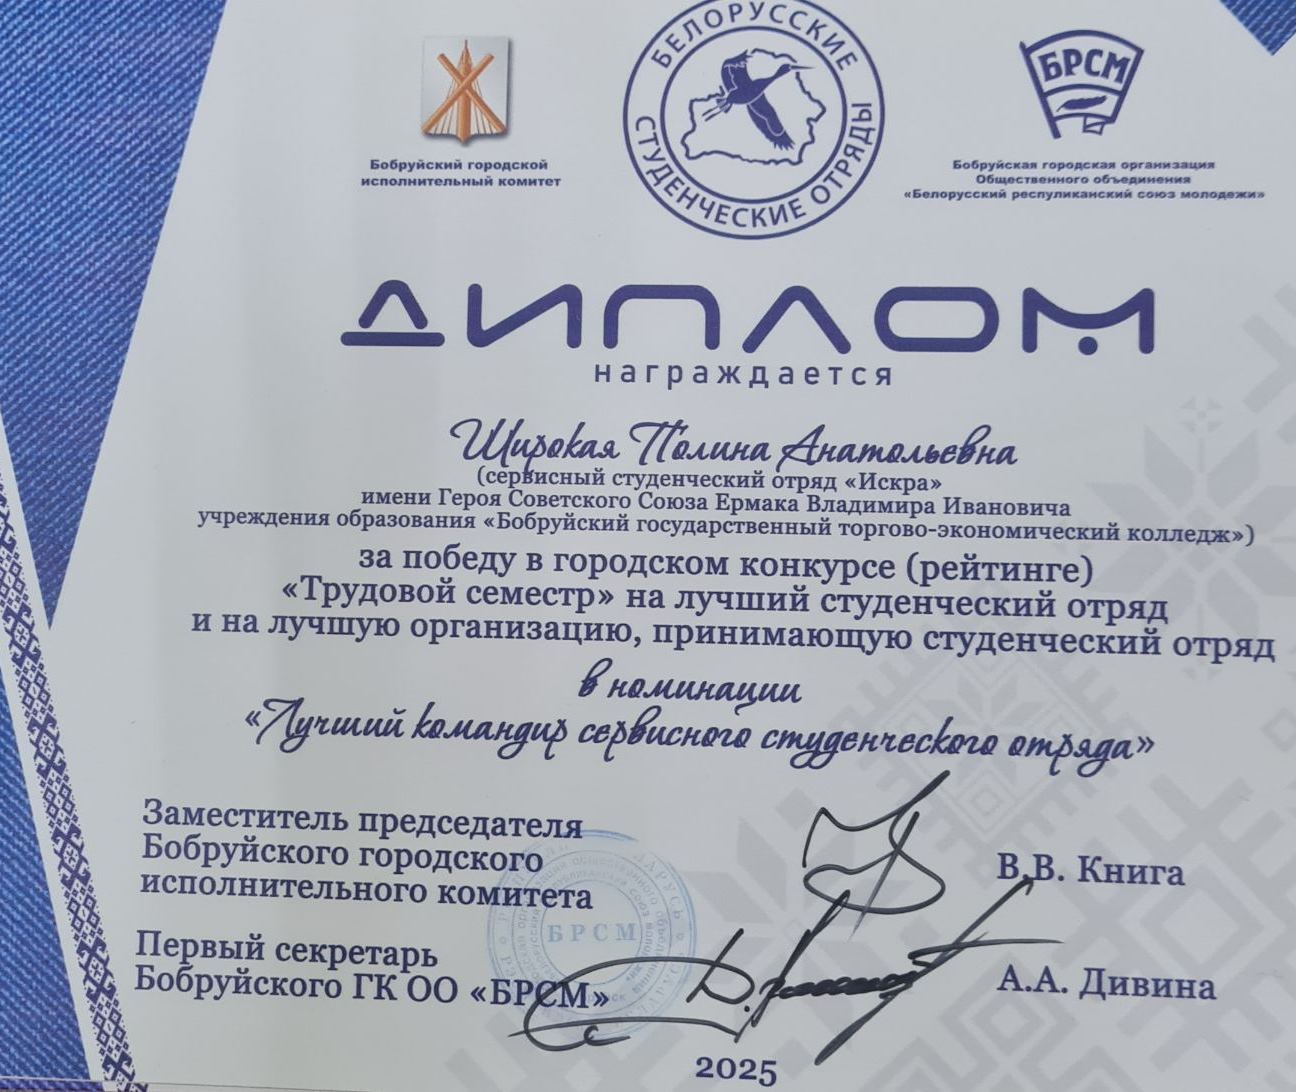 БЕЛОРУССКИЕ
СТУДЕНЧЕСКИЕ ОТРЯДЫ
БРСМ
Бобруйский городской
исполнительный комитет
Бобруйская городская организация
Общественного объединения
«Белорусский респуликанский союз молодежи»
ДИПЛОМ
награждается
Широкая Полина Анатольевна
(сервисный студенческий отряд «Искра»
имени Героя Советского Союза Ермака Владимира Ивановича
учреждения образования «Бобруйский государственный торгово-экономический колледж»)
за победу в городском конкурсе (рейтинге)
«Трудовой семестр» на лучший студенческий отряд
и на лучшую организацию, принимающую студенческий отряд
в номинации
«Лучший командир сервисного студенческого отряда»
Заместитель председателя
Бобруйского городского
исполнительного комитета
В.В. Книга
БРСМ
Первый секретарь
Бобруйского ГК ОО «БРСМ»
А.А. Дивина
2025